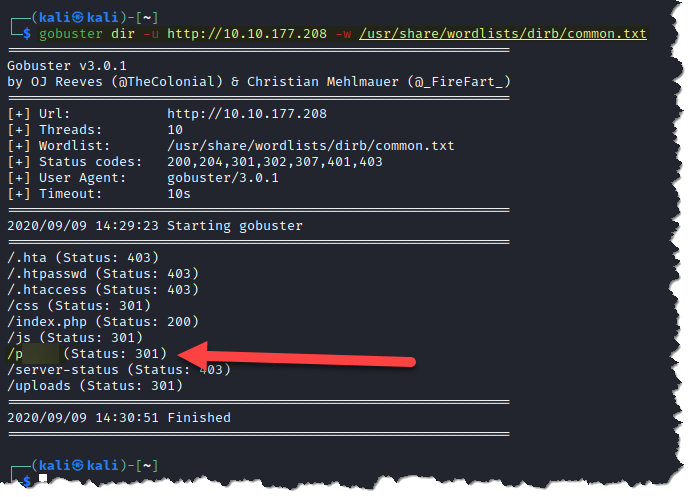 (kali㉿kali)-[~]
$ gobuster dir -u http://10.10.177.208 -w /usr/share/wordlists/dirb/common.txt
Gobuster v3.0.1
by OJ Reeves (@TheColonial) & Christian Mehlmauer (@_FireFart_)
[+] Url: http://10.10.177.208
[+] Threads: 10
[+] Wordlist: /usr/share/wordlists/dirb/common.txt
[+] Status codes: 200,204,301,302,307,401,403
[+] User Agent: gobuster/3.0.1
[+] Timeout: 10s
2020/09/09 14:29:23 Starting gobuster
/.hta (Status: 403)
/.htpasswd (Status: 403)
/.htaccess (Status: 403)
/css (Status: 301)
/index.php (Status: 200)
/js (Status: 301)
/p (Status: 301)
/server-status (Status: 403)
/uploads (Status: 301)
2020/09/09 14:30:51 Finished
(kali㉿kali)-[~]
$